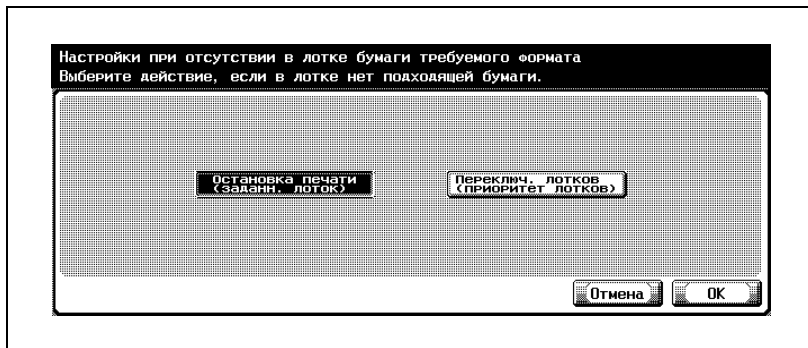 Настройки при отсутствии в лотке бумаги требуемого формата
Выберите действие, если в лотке нет подходящей бумаги.
Остановка печати
(заданн. лоток)
Переключ. лотков
(приоритет лотков)
Отмена
OK